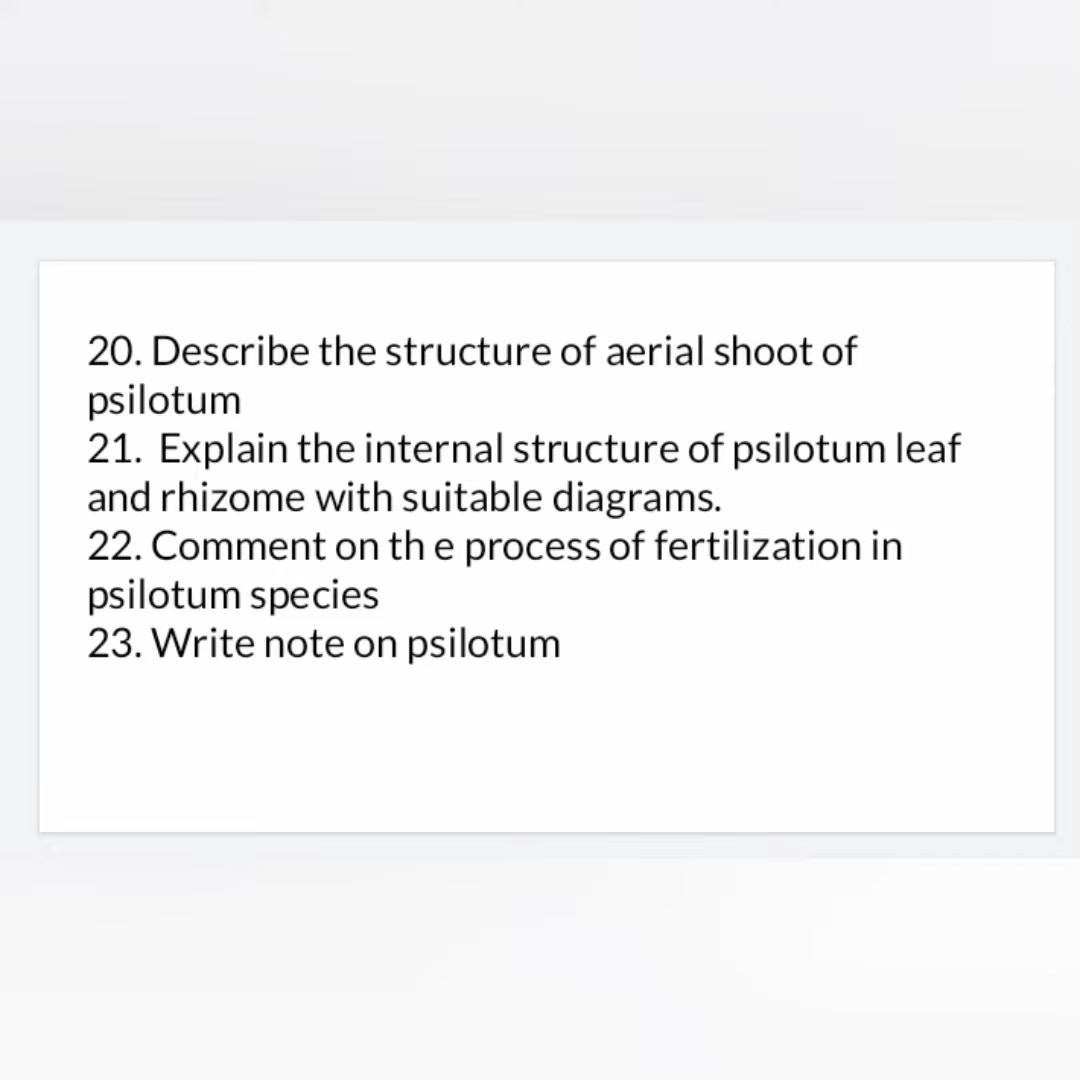 20. Describe the structure of aerial shoot of
psilotum
21.  Explain the internal structure of psilotum leaf
and rhizome with suitable diagrams.
22. Comment on th e process of fertilization in
psilotum species
23. Write note on psilotum